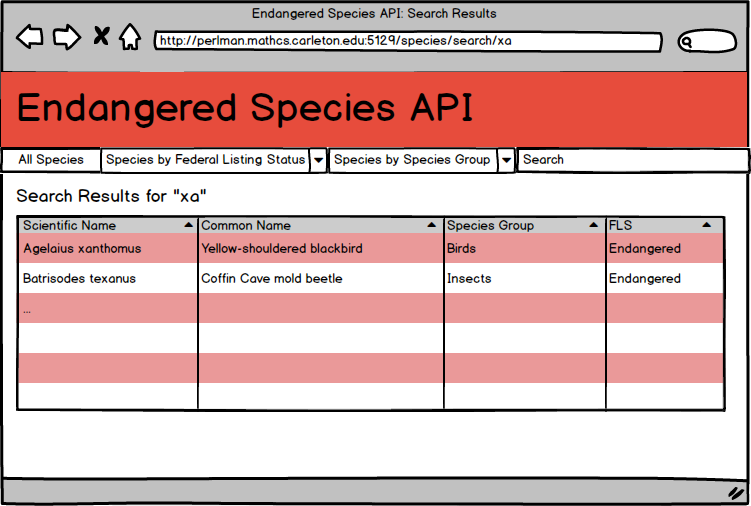 Endangered Species API: Search Results
http://perlman.mathcs.carleton.edu:5129/species/search/xa
Endangered Species API
All Species Species by Federal Listing Status Species by Species Group Search
Search Results for "xa"
Scientific Name Common Name Species Group FLS
Agelaius xanthomus Yellow-shouldered blackbird Birds Endangered
Batrisodes texanus Coffin Cave mold beetle Insects Endangered
...